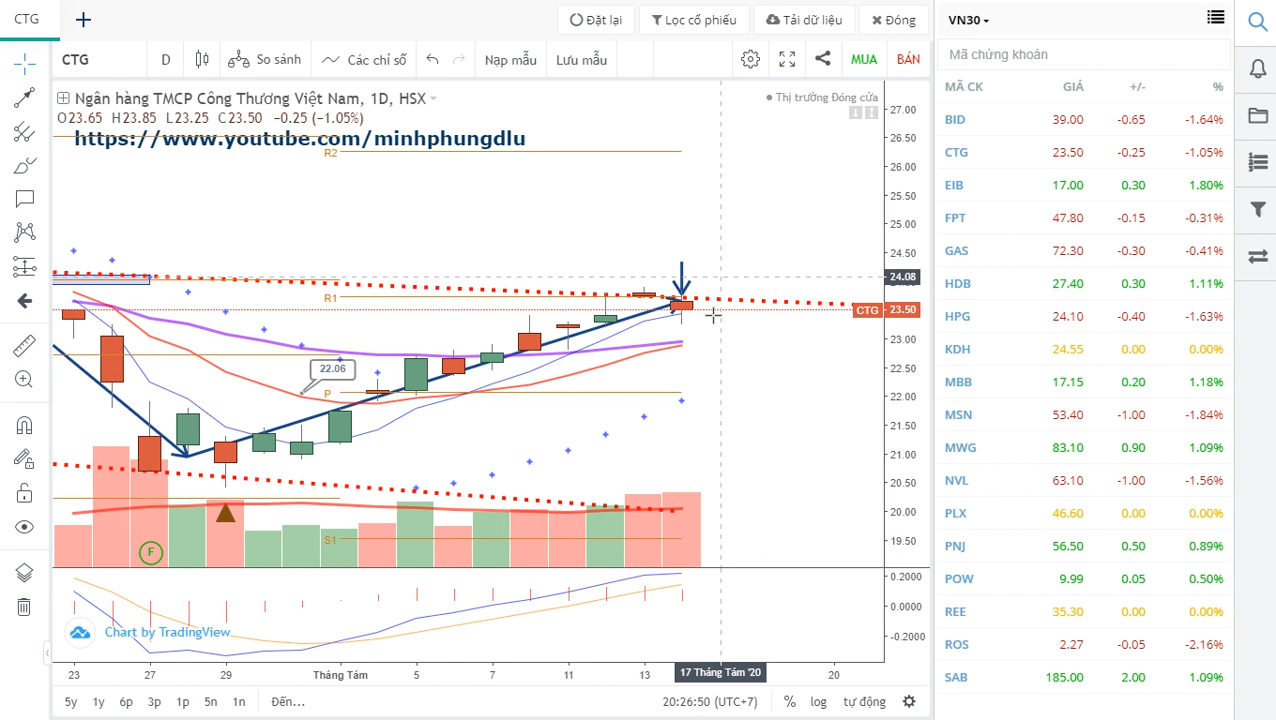 CTG
Đặt lại
Lọc cổ phiếu
Tải dữ liệu
Đóng
CTG
D
So sánh
Các chỉ số
Nạp mẫu
Lưu mẫu
MUA
BÁN
Ngân hàng TMCP Công Thương Việt Nam, 1D, HSX
Thị trường Đóng cửa
O23.65 H23.85 L23.25 C23.50 −0.25 (−1.05%)
https://www.youtube.com/minhphungdlu
R2
R1
22.06
P
S1
F
27.00
26.50
26.00
25.50
25.00
24.50
24.08
CTG 23.50
23.00
22.50
22.00
21.50
21.00
20.50
20.00
19.50
0.2000
0.0000
-0.2000
Chart by TradingView
23
27
29
Tháng Tám
5
7
11
13
17 Tháng Tám '20
20
5y
1y
6p
3p
1p
5n
1n
Đến...
20:26:50 (UTC+7)
%
log
tự động
VN30
Mã chứng khoán
MÃ CK GIÁ +/- %
BID 39.00 -0.65 -1.64%
CTG 23.50 -0.25 -1.05%
EIB 17.00 0.30 1.80%
FPT 47.80 -0.15 -0.31%
GAS 72.30 -0.30 -0.41%
HDB 27.40 0.30 1.11%
HPG 24.10 -0.40 -1.63%
KDH 24.55 0.00 0.00%
MBB 17.15 0.20 1.18%
MSN 53.40 -1.00 -1.84%
MWG 83.10 0.90 1.09%
NVL 63.10 -1.00 -1.56%
PLX 46.60 0.00 0.00%
PNJ 56.50 0.50 0.89%
POW 9.99 0.05 0.50%
REE 35.30 0.00 0.00%
ROS 2.27 -0.05 -2.16%
SAB 185.00 2.00 1.09%